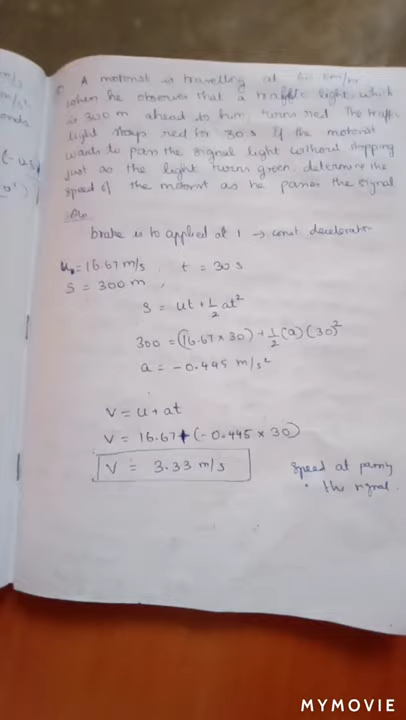 A motorist is travelling at 60 km/hr
when he observes that a traffic light which
is 300 m ahead to him, turns red. The traffic
light stays red for 30 s if the motorist
wants to pass the signal light without stopping
just as the light turns green. determine the
speed of the motorist as he passes the signal
brake is to applied at 1 → const deceleration
u = 16.67 m/s, t = 30 s
S = 300 m,
S = ut + 1/2 at²
300 = (16.67 × 30) + 1/2 (a) (30)²
a = -0.445 m/s²
V = u + at
V = 16.67 + (-0.445 × 30)
V = 3.33 m/s
speed at passing
the signal.
MYMOVIE